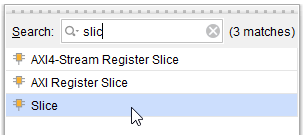 Search: slic (3 matches)
AXI4-Stream Register Slice
AXI Register Slice
Slice